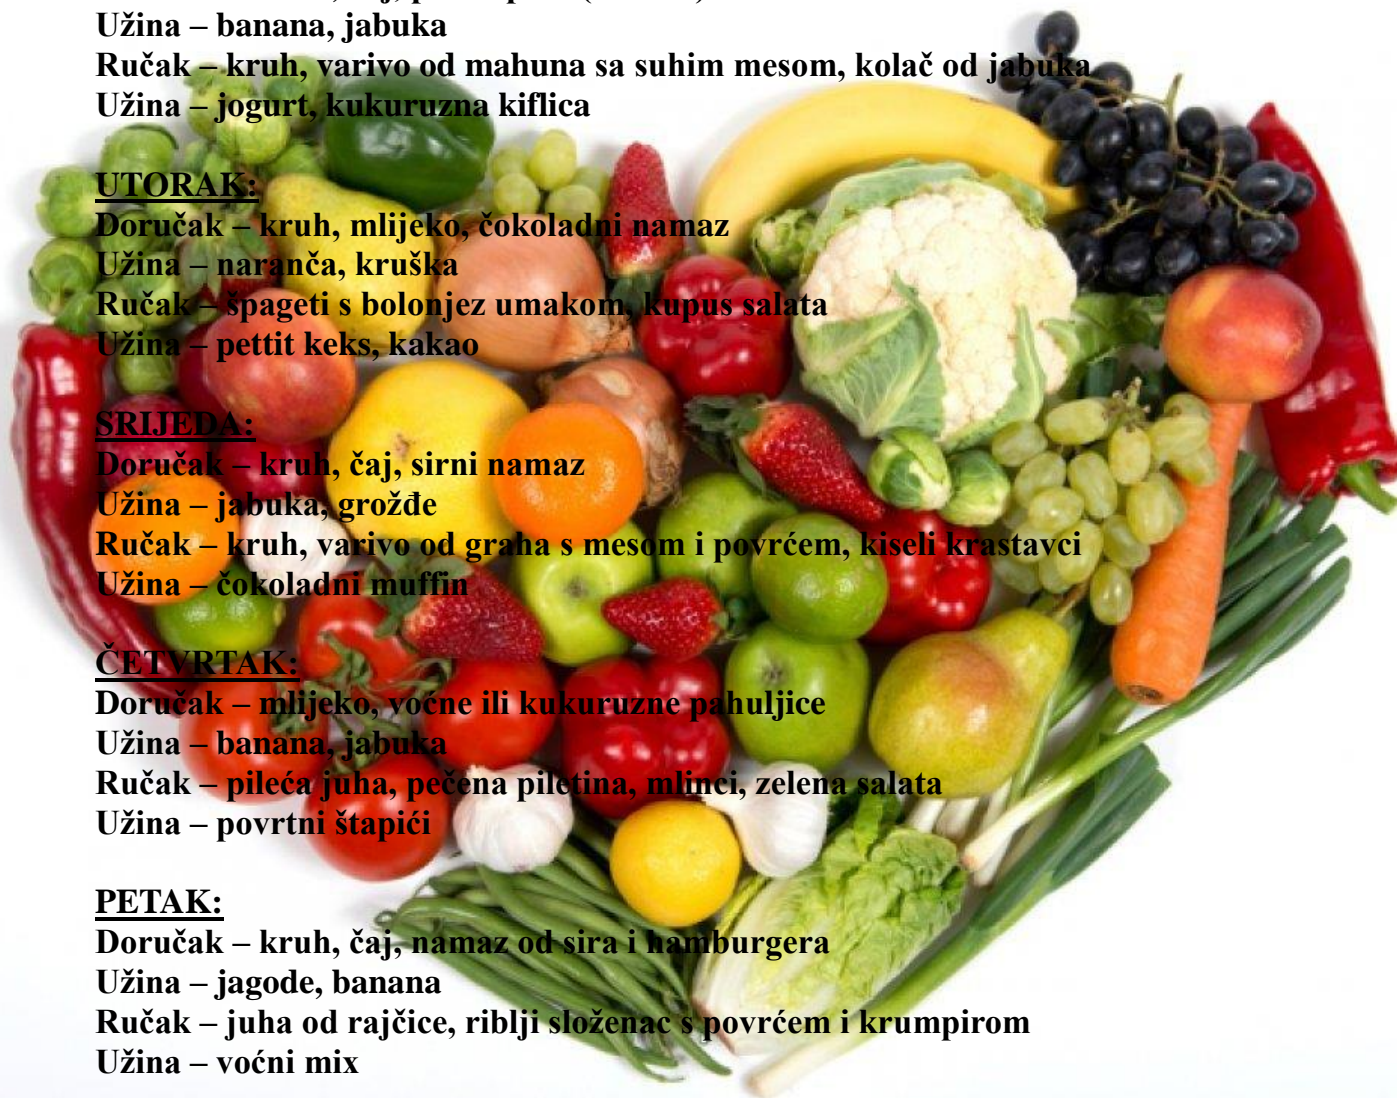 Užina – banana, jabuka
Ručak – kruh, varivo od mahuna sa suhim mesom, kolač od jabuka
Užina – jogurt, kukuruzna kiflica
UTORAK:
Doručak – kruh, mlijeko, čokoladni namaz
Užina – naranča, kruška
Ručak – špageti s bolonjez umakom, kupus salata
Užina – pettit keks, kakao
SRIJEDA:
Doručak – kruh, čaj, sirni namaz
Užina – jabuka, grožđe
Ručak – kruh, varivo od graha s mesom i povrćem, kiseli krastavci
Užina – čokoladni muffin
ČETVRTAK:
Doručak – mlijeko, voćne ili kukuruzne pahuljice
Užina – banana, jabuka
Ručak – pileća juha, pečena piletina, mlinci, zelena salata
Užina – povrtni štapići
PETAK:
Doručak – kruh, čaj, namaz od sira i hamburgera
Užina – jagode, banana
Ručak – juha od rajčice, riblji složenac s povrćem i krumpirom
Užina – voćni mix